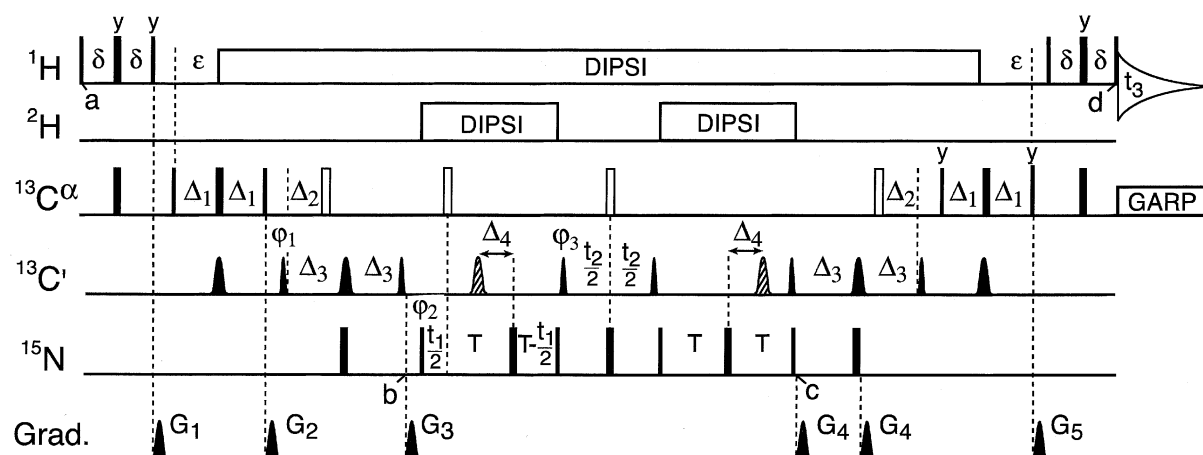 y y y
¹H δ δ ε DIPSI ε δ δ t₃
a d
²H DIPSI DIPSI
y y
¹³Cα Δ₁ Δ₁ Δ₂ Δ₂ Δ₁ Δ₁ GARP
φ₁ Δ₄ φ₃ Δ₄
¹³C' Δ₃ Δ₃ t₂/2 t₂/2 Δ₃ Δ₃
φ₂
¹⁵N t₁/2 T T-t₁/2 T T
b c
Grad. G₁ G₂ G₃ G₄ G₄ G₅